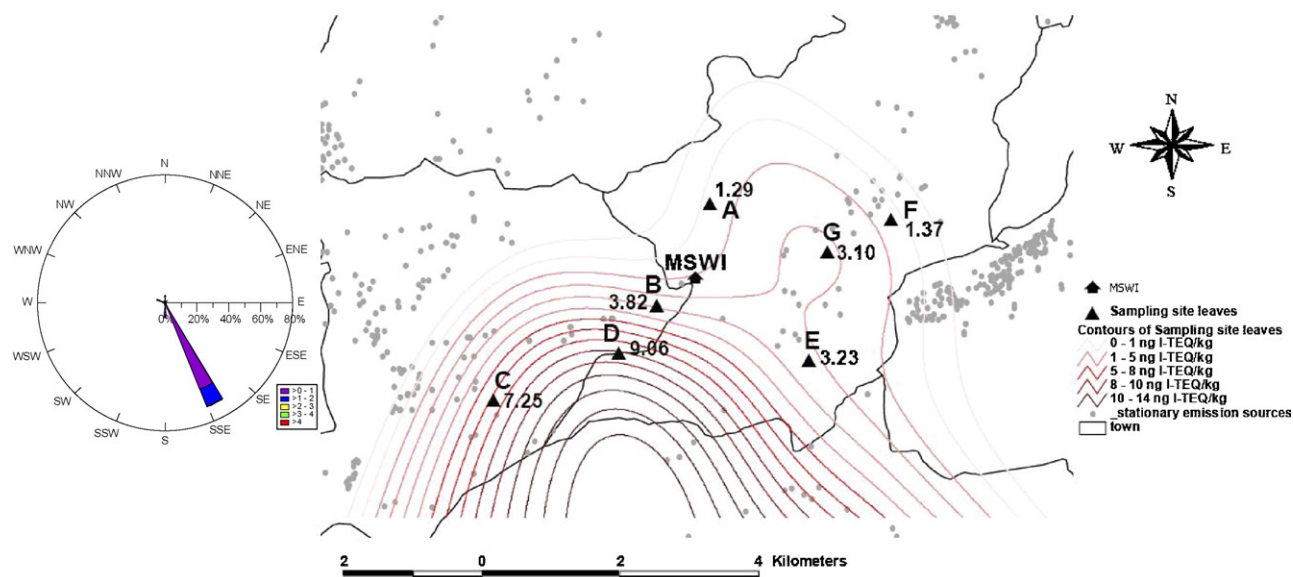 N
NNW
NNE
NW
NE
WNW
ENE
W
0% 20% 40% 60% 80%
E
WSW
ESE
SW
SE
SSW
SSE
S
>0 - 1
>1 - 2
>2 - 3
>3 - 4
>4
1.29
A
F
1.37
G
3.10
MSWI
B
3.82
D
9.06
E
3.23
C
7.25
2 0 2 4 Kilometers
N
W E
S
MSWI
Sampling site leaves
Contours of Sampling site leaves
0 - 1 ng I-TEQ/kg
1 - 5 ng I-TEQ/kg
5 - 8 ng I-TEQ/kg
8 - 10 ng I-TEQ/kg
10 - 14 ng I-TEQ/kg
_stationary emission sources
town